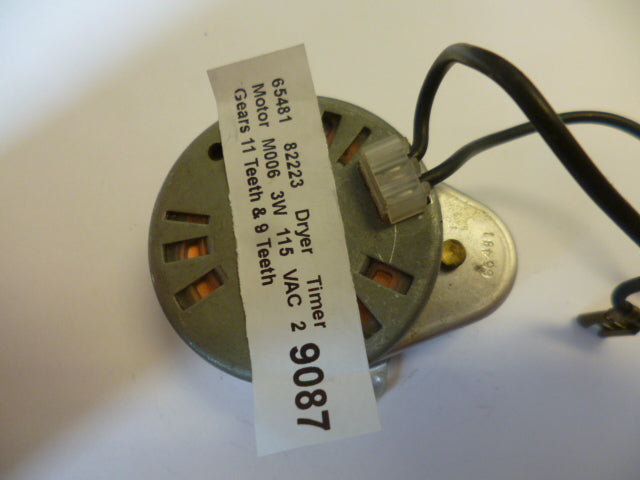 65481 82223 Dryer Timer
Motor M006 3W 115 VAC 2
Gears 11 Teeth & 9 Teeth
9087